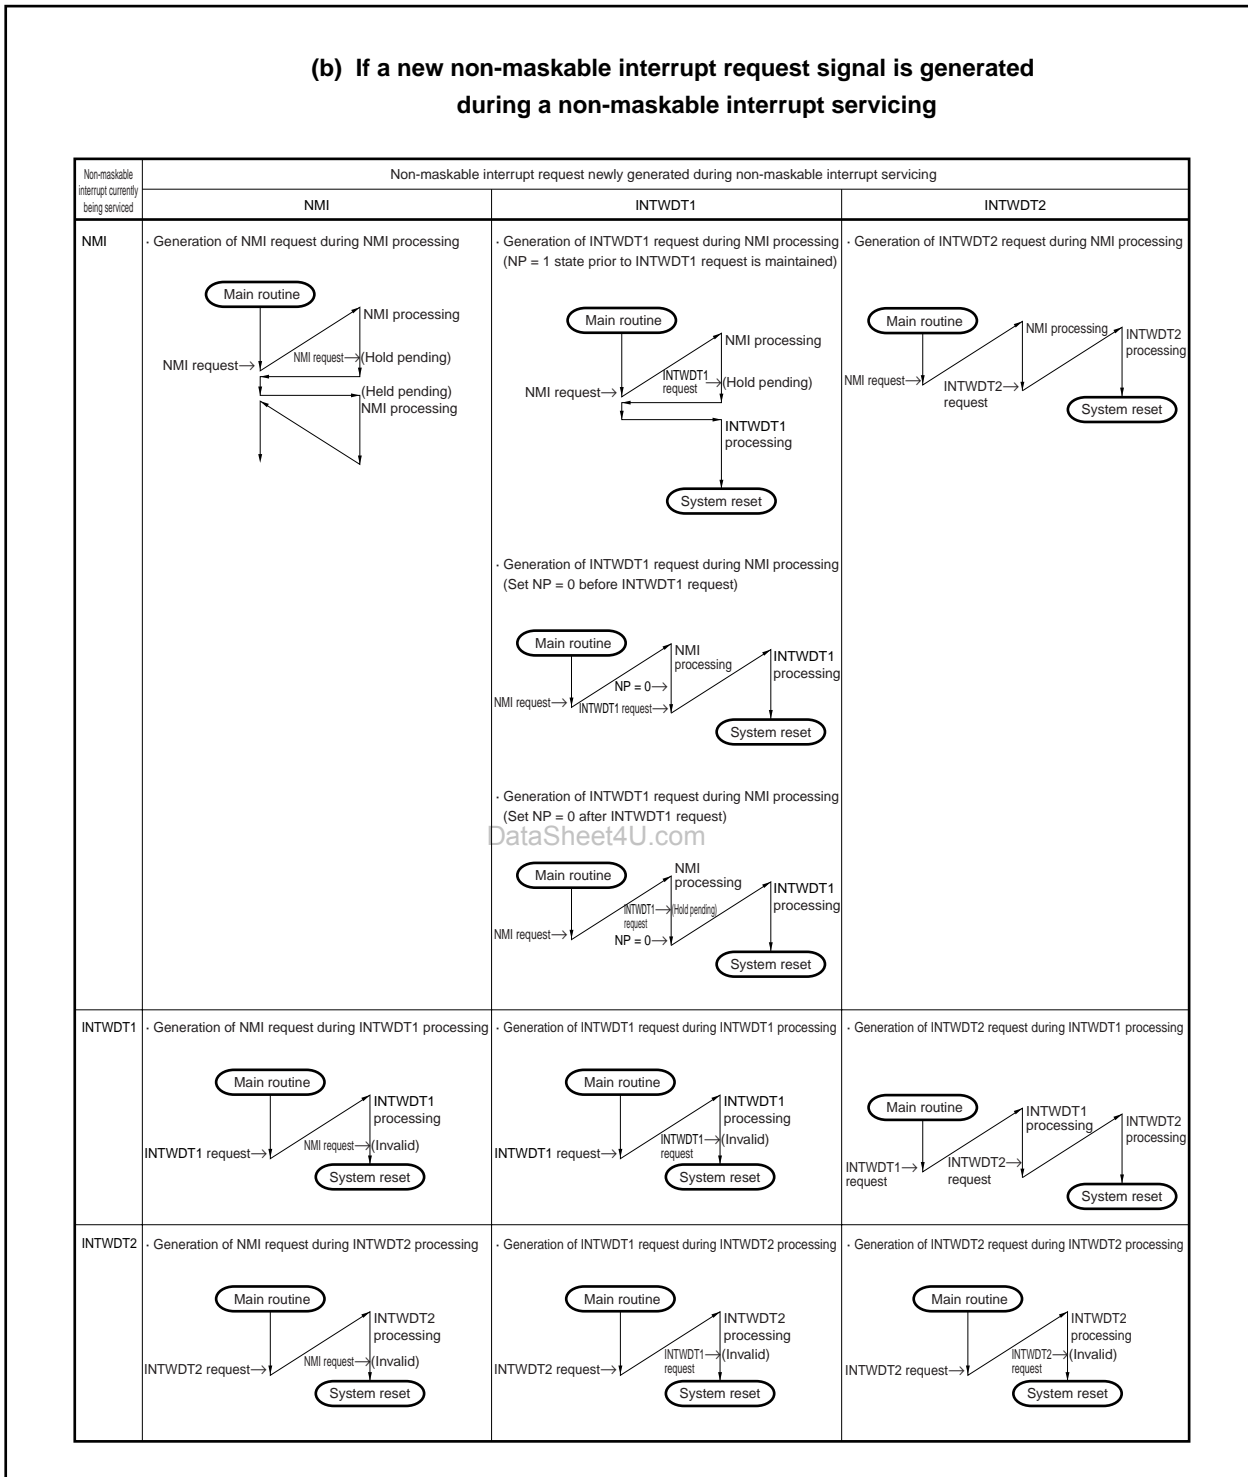 (b) If a new non-maskable interrupt request signal is generated
during a non-maskable interrupt servicing
Non-maskable
interrupt currently
being serviced
Non-maskable interrupt request newly generated during non-maskable interrupt servicing
NMI
INTWDT1
INTWDT2
NMI
· Generation of NMI request during NMI processing
Main routine
NMI processing
NMI request→(Hold pending)
NMI request→
(Held pending)
NMI processing
· Generation of INTWDT1 request during NMI processing
(NP = 1 state prior to INTWDT1 request is maintained)
Main routine
NMI processing
INTWDT1
request
→(Hold pending)
NMI request→
INTWDT1
processing
System reset
· Generation of INTWDT1 request during NMI processing
(Set NP = 0 before INTWDT1 request)
Main routine
NMI
processing
INTWDT1
processing
NP = 0→
NMI request→
INTWDT1 request→
System reset
· Generation of INTWDT1 request during NMI processing
(Set NP = 0 after INTWDT1 request)
DataSheet4U.com
Main routine
NMI
processing
INTWDT1
processing
INTWDT1→(Hold pending)
request
NMI request→
NP = 0→
System reset
· Generation of INTWDT2 request during NMI processing
Main routine
NMI processing
INTWDT2
processing
NMI request→
INTWDT2→
request
System reset
INTWDT1
· Generation of NMI request during INTWDT1 processing
Main routine
INTWDT1
processing
NMI request→(Invalid)
INTWDT1 request→
System reset
· Generation of INTWDT1 request during INTWDT1 processing
Main routine
INTWDT1
processing
INTWDT1→(Invalid)
request
INTWDT1 request→
System reset
· Generation of INTWDT2 request during INTWDT1 processing
Main routine
INTWDT1
processing
INTWDT2
processing
INTWDT1→
request
INTWDT2→
request
System reset
INTWDT2
· Generation of NMI request during INTWDT2 processing
Main routine
INTWDT2
processing
NMI request→(Invalid)
INTWDT2 request→
System reset
· Generation of INTWDT1 request during INTWDT2 processing
Main routine
INTWDT2
processing
INTWDT1→(Invalid)
request
INTWDT2 request→
System reset
· Generation of INTWDT2 request during INTWDT2 processing
Main routine
INTWDT2
processing
INTWDT2→(Invalid)
request
INTWDT2 request→
System reset